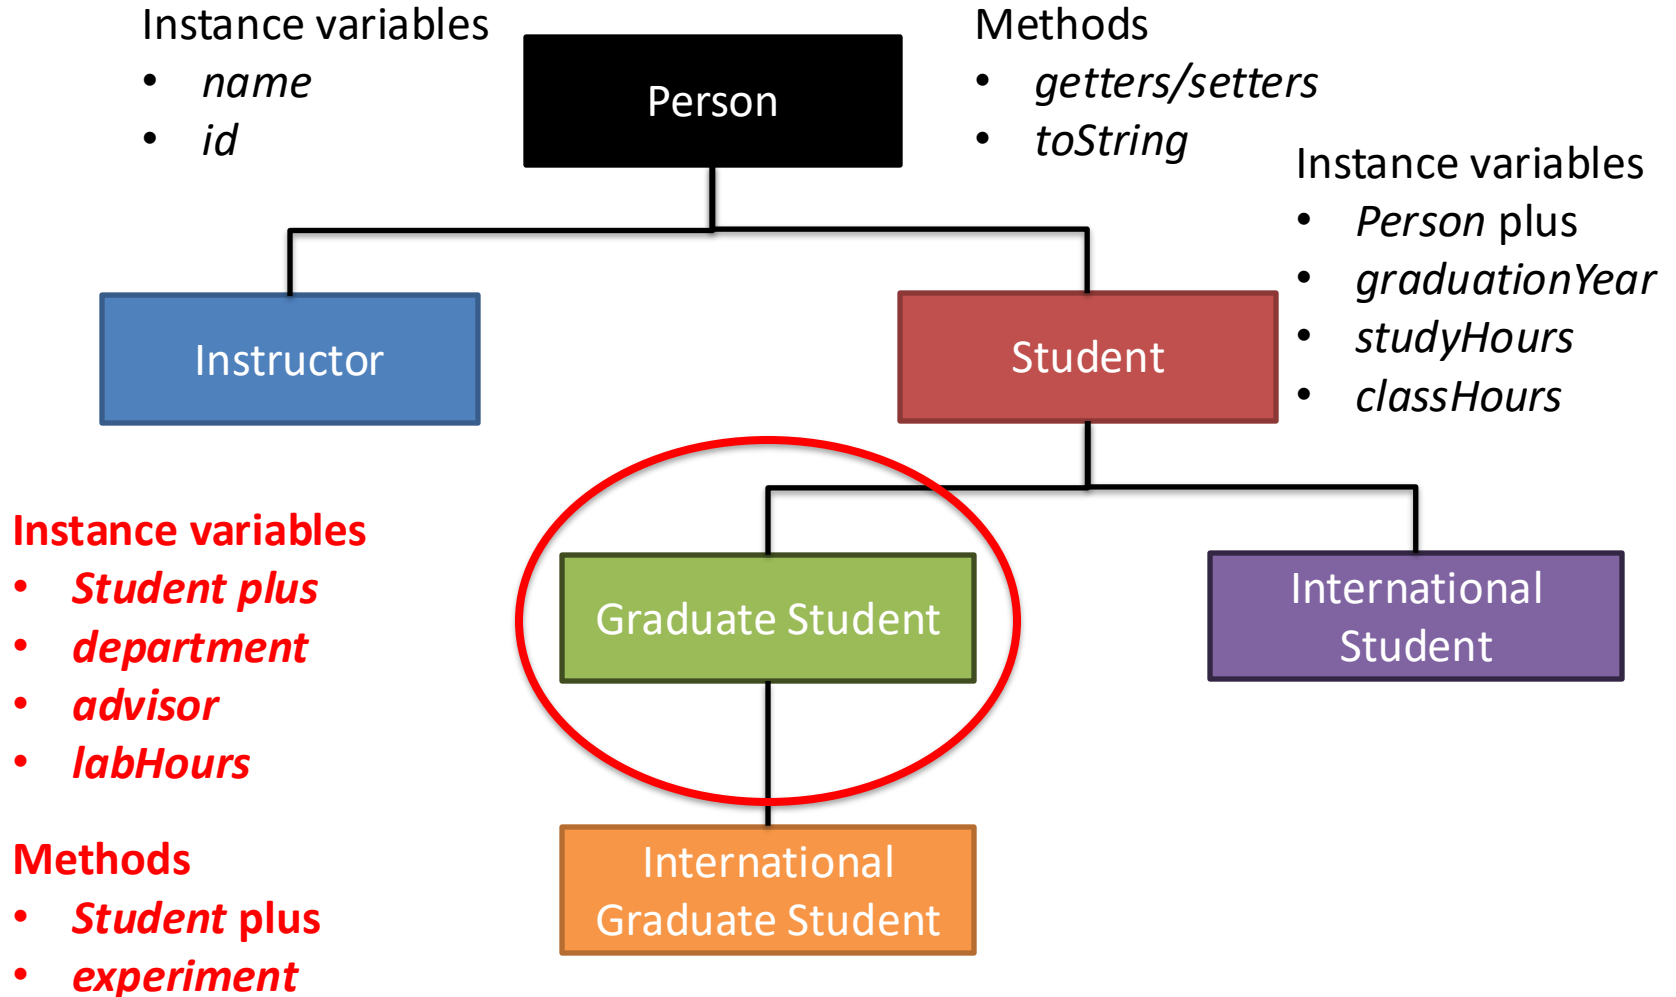 Instance variables
• name
• id
Person
Methods
• getters/setters
• toString
Instance variables
• Person plus
• graduationYear
• studyHours
• classHours
Instructor
Student
Instance variables
• Student plus
• department
• advisor
• labHours
Methods
• Student plus
• experiment
Graduate Student
International
Student
International
Graduate Student